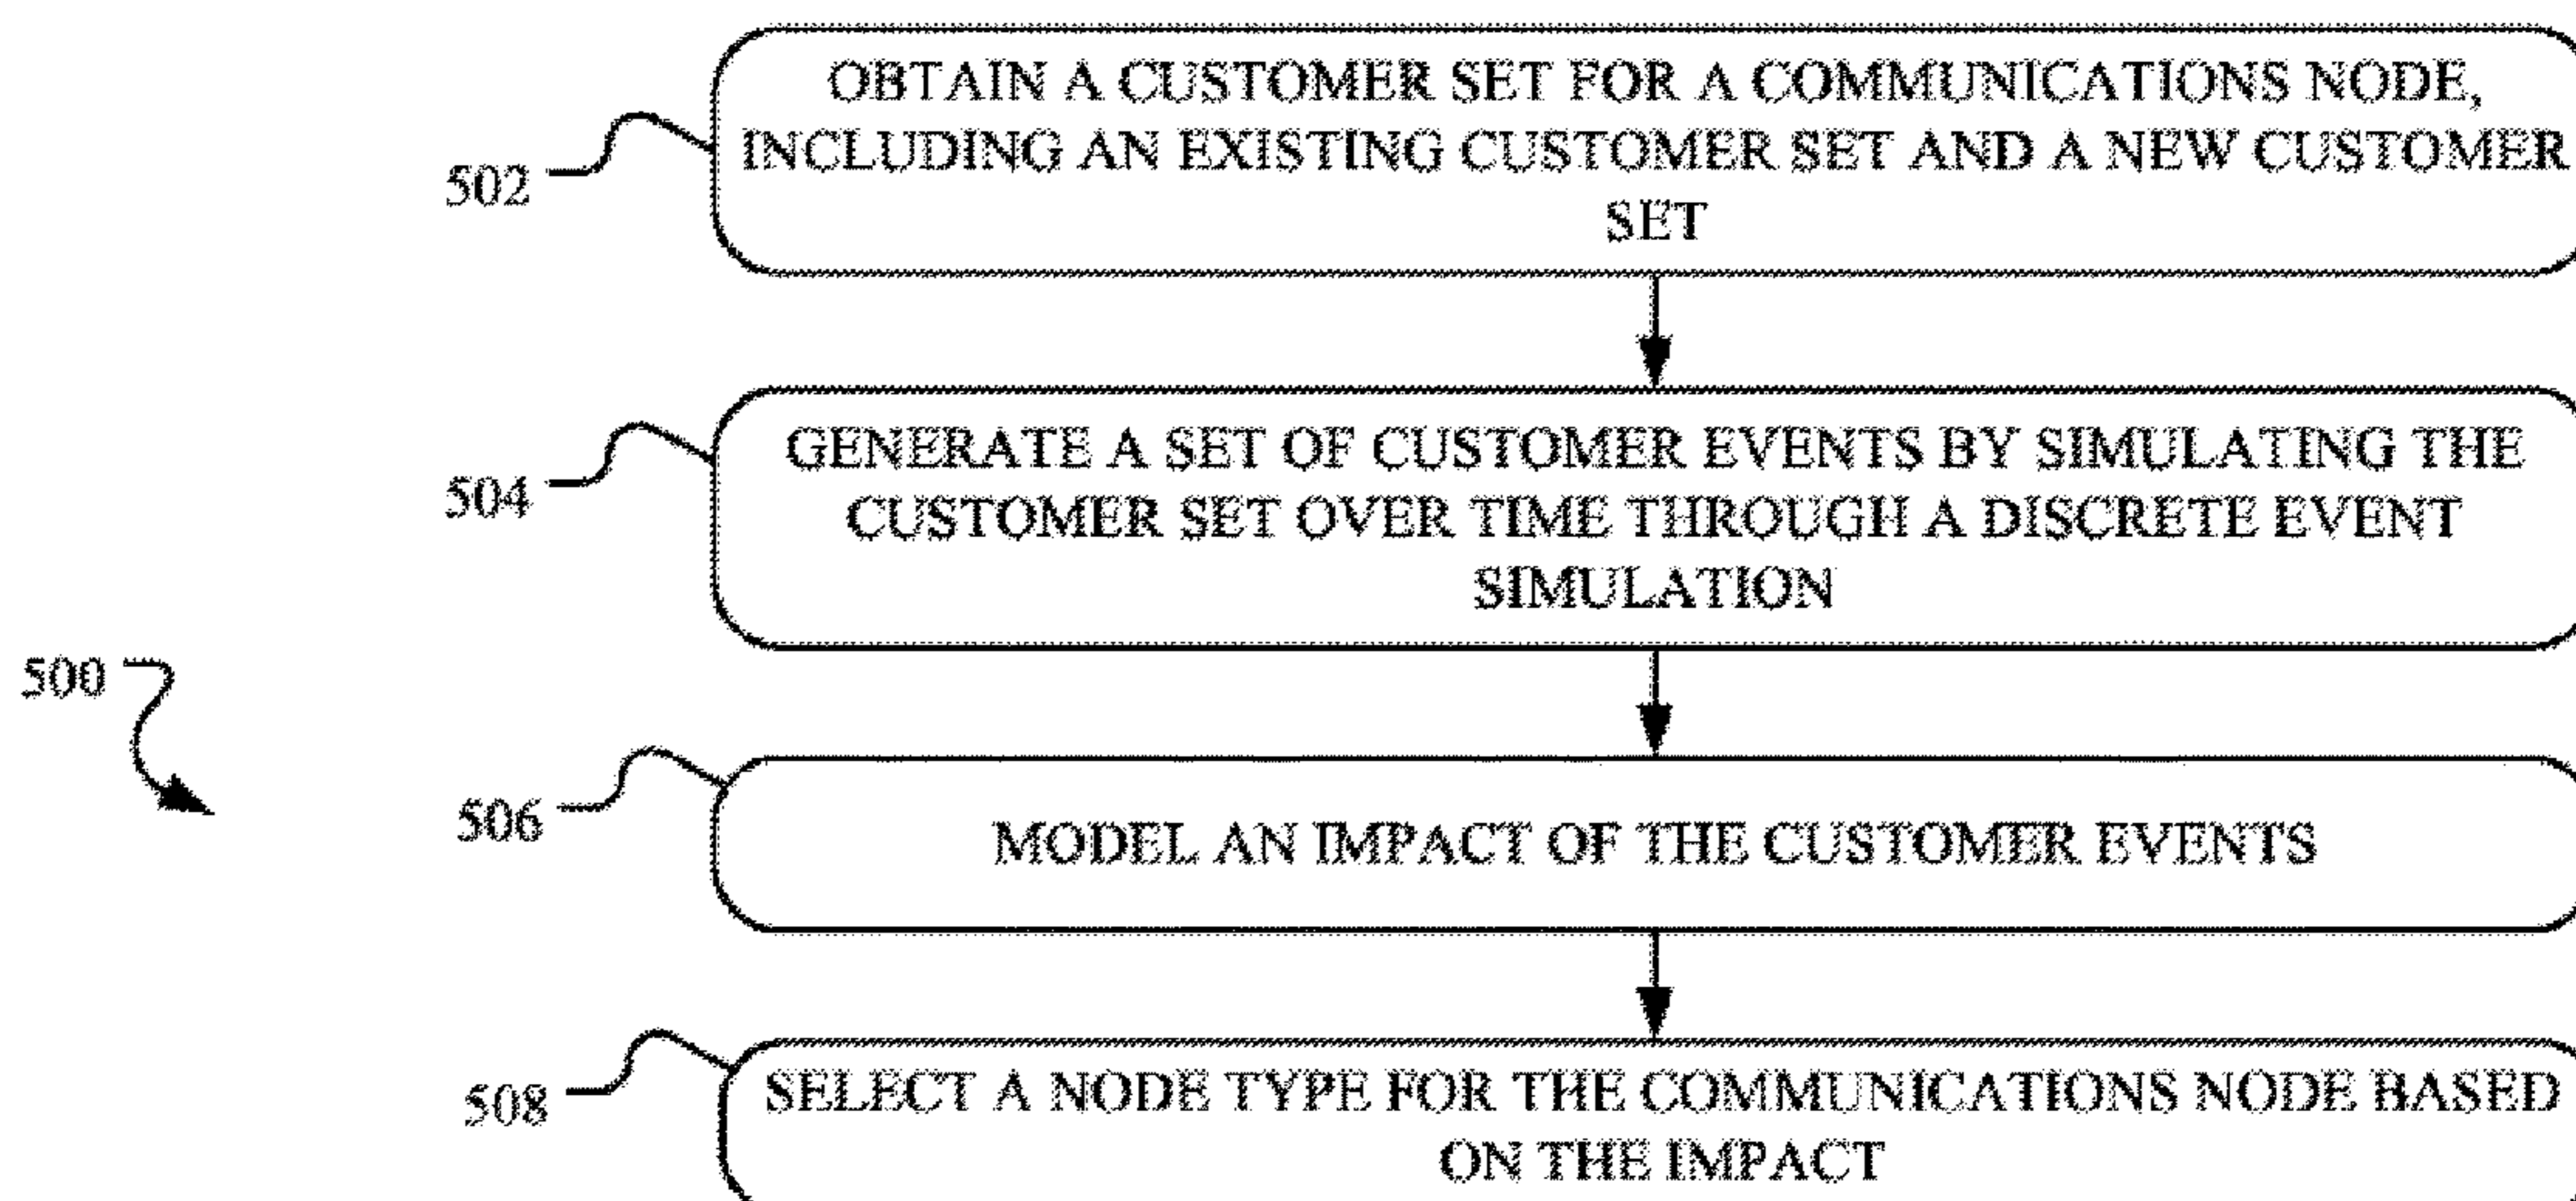 OBTAIN A CUSTOMER SET FOR A COMMUNICATIONS NODE,
INCLUDING AN EXISTING CUSTOMER SET AND A NEW CUSTOMER
SET
502
GENERATE A SET OF CUSTOMER EVENTS BY SIMULATING THE
CUSTOMER SET OVER TIME THROUGH A DISCRETE EVENT
SIMULATION
504
500
MODEL AN IMPACT OF THE CUSTOMER EVENTS
506
SELECT A NODE TYPE FOR THE COMMUNICATIONS NODE BASED
ON THE IMPACT
508